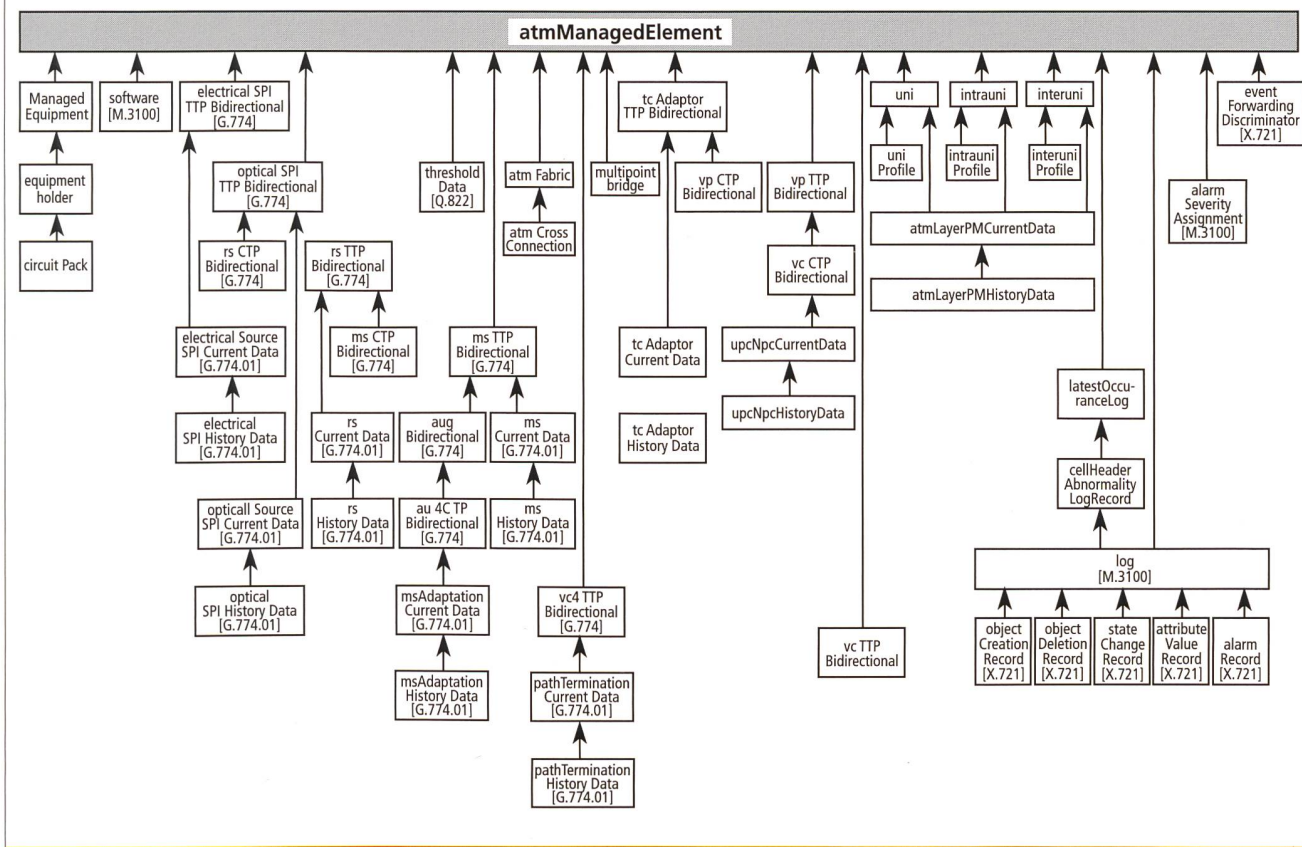 atmManagedElement
Managed
Equipment
equipment
holder
circuit Pack
software
[M.3100]
electrical SPI
TTP Bidirectional
[G.774]
optical SPI
TTP Bidirectional
[G.774]
rs CTP
Bidirectional
[G.774]
rs TTP
Bidirectional
[G.774]
electrical Source
SPI Current Data
[G.774.01]
ms CTP
Bidirectional
[G.774]
electrical
SPI History Data
[G.774.01]
rs
Current Data
[G.774.01]
opticall Source
SPI Current Data
[G.774.01]
rs
History Data
[G.774.01]
optical
SPI History Data
[G.774.01]
threshold
Data
[Q.822]
atm Fabric
atm Cross
Connection
ms TTP
Bidirectional
[G.774]
aug
Bidirectional
[G.774]
ms
Current Data
[G.774.01]
au 4C TP
Bidirectional
[G.774]
ms
History Data
[G.774.01]
msAdaptation
Current Data
[G.774.01]
msAdaptation
History Data
[G.774.01]
vc4 TTP
Bidirectional
[G.774]
pathTermination
Current Data
[G.774.01]
pathTermination
History Data
[G.774.01]
multipoint
bridge
tc Adaptor
TTP Bidirectional
vp CTP
Bidirectional
tc Adaptor
Current Data
tc Adaptor
History Data
vp TTP
Bidirectional
vc CTP
Bidirectional
upcNpcCurrentData
upcNpcHistoryData
vc TTP
Bidirectional
uni
intrauni
interuni
uni
Profile
intrauni
Profile
interuni
Profile
atmLayerPMCurrentData
atmLayerPMHistoryData
latestOccu-
ranceLog
cellHeader
Abnormality
LogRecord
log
[M.3100]
object
Creation
Record
[X.721]
object
Deletion
Record
[X.721]
state
Change
Record
[X.721]
attribute
Value
Record
[X.721]
alarm
Record
[X.721]
alarm
Severity
Assignment
[M.3100]
event
Forwarding
Discriminator
[X.721]